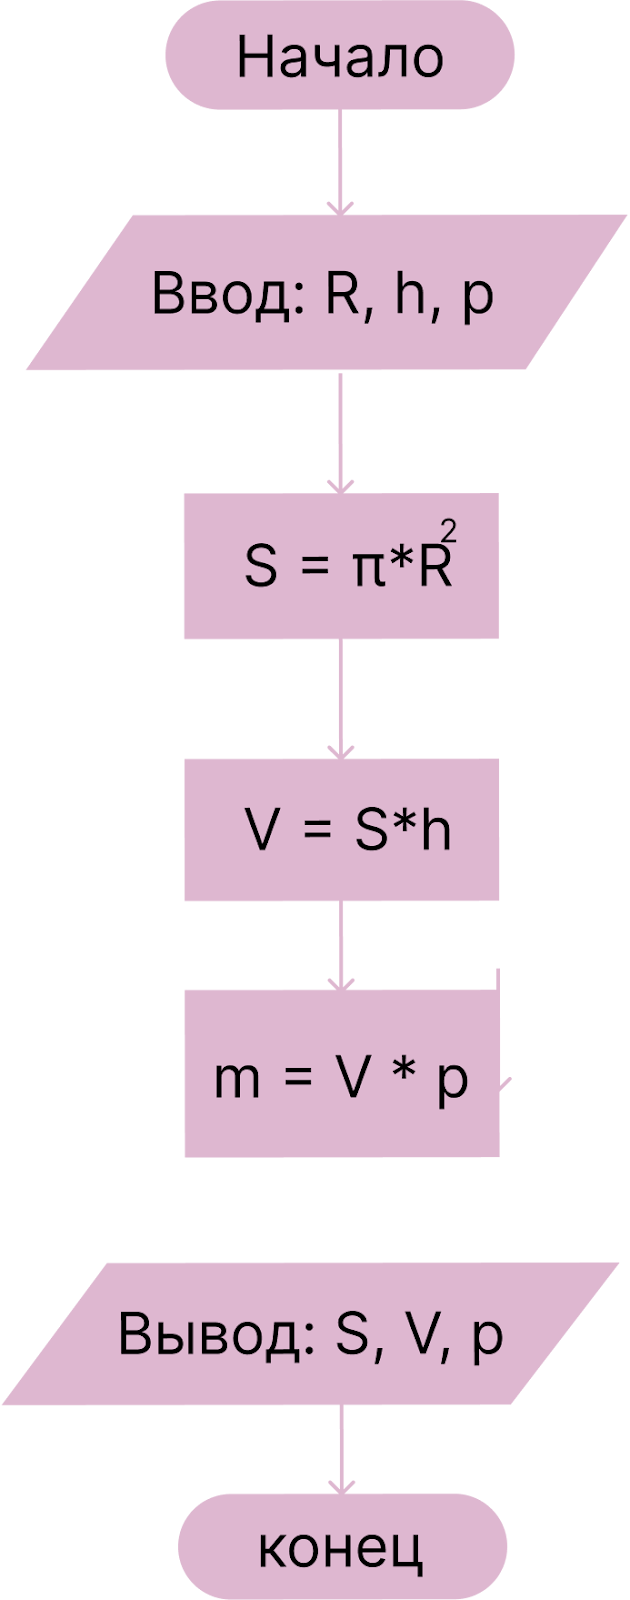 Начало
Ввод: R, h, p
S = π*R²
V = S*h
m = V * p
Вывод: S, V, p
конец